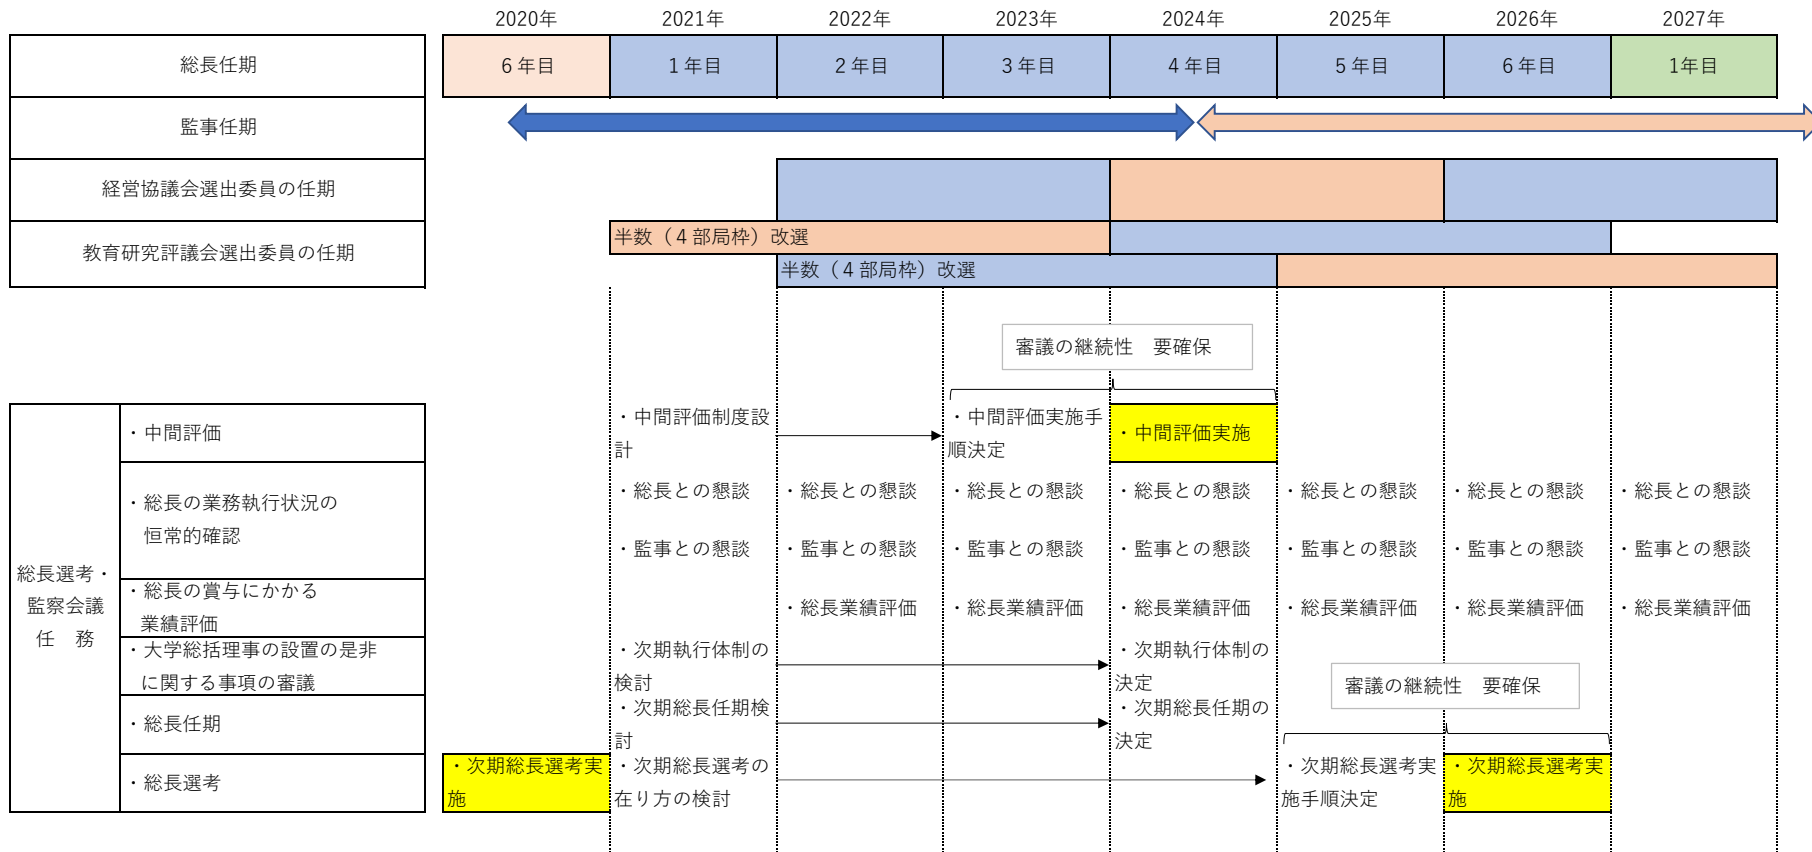 2020年 2021年 2022年 2023年 2024年 2025年 2026年 2027年
総長任期 6年目 1年目 2年目 3年目 4年目 5年目 6年目 1年目
監事任期
経営協議会選出委員の任期
教育研究評議会選出委員の任期
半数（4部局枠）改選
半数（4部局枠）改選
審議の継続性　要確保
総長選考・
監察会議
任　務
・中間評価
・中間評価制度設
計
・中間評価実施手
順決定
・中間評価実施
・総長の業務執行状況の
恒常的確認
・総長との懇談 ・総長との懇談 ・総長との懇談 ・総長との懇談 ・総長との懇談 ・総長との懇談 ・総長との懇談
・監事との懇談 ・監事との懇談 ・監事との懇談 ・監事との懇談 ・監事との懇談 ・監事との懇談 ・監事との懇談
・総長の賞与にかかる
業績評価
・総長業績評価 ・総長業績評価 ・総長業績評価 ・総長業績評価 ・総長業績評価 ・総長業績評価
・大学総括理事の設置の是非
に関する事項の審議
・次期執行体制の
検討
・次期執行体制の
決定
審議の継続性　要確保
・総長任期
・次期総長任期検
討
・次期総長任期の
決定
・総長選考
・次期総長選考実
施
・次期総長選考の
在り方の検討
・次期総長選考実
施手順決定
・次期総長選考実
施